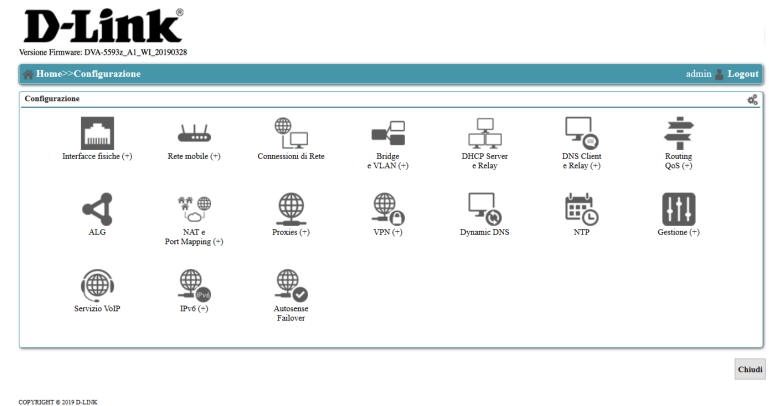 D-Link
Versione Firmware: DVA-5593z_A1_WI_20190328
Home>>Configurazione
admin Logout
Configurazione
Interfacce fisiche (+)
Rete mobile (+)
Connessioni di Rete
Bridge
e VLAN (+)
DHCP Server
e Relay
DNS Client
e Relay (+)
Routing
QoS (+)
ALG
NAT e
Port Mapping (+)
Proxies (+)
VPN (+)
Dynamic DNS
NTP
Gestione (+)
Servizio VoIP
IPv6
IPv6 (+)
Autosense
Failover
Chiudi
COPYRIGHT © 2019 D-LINK